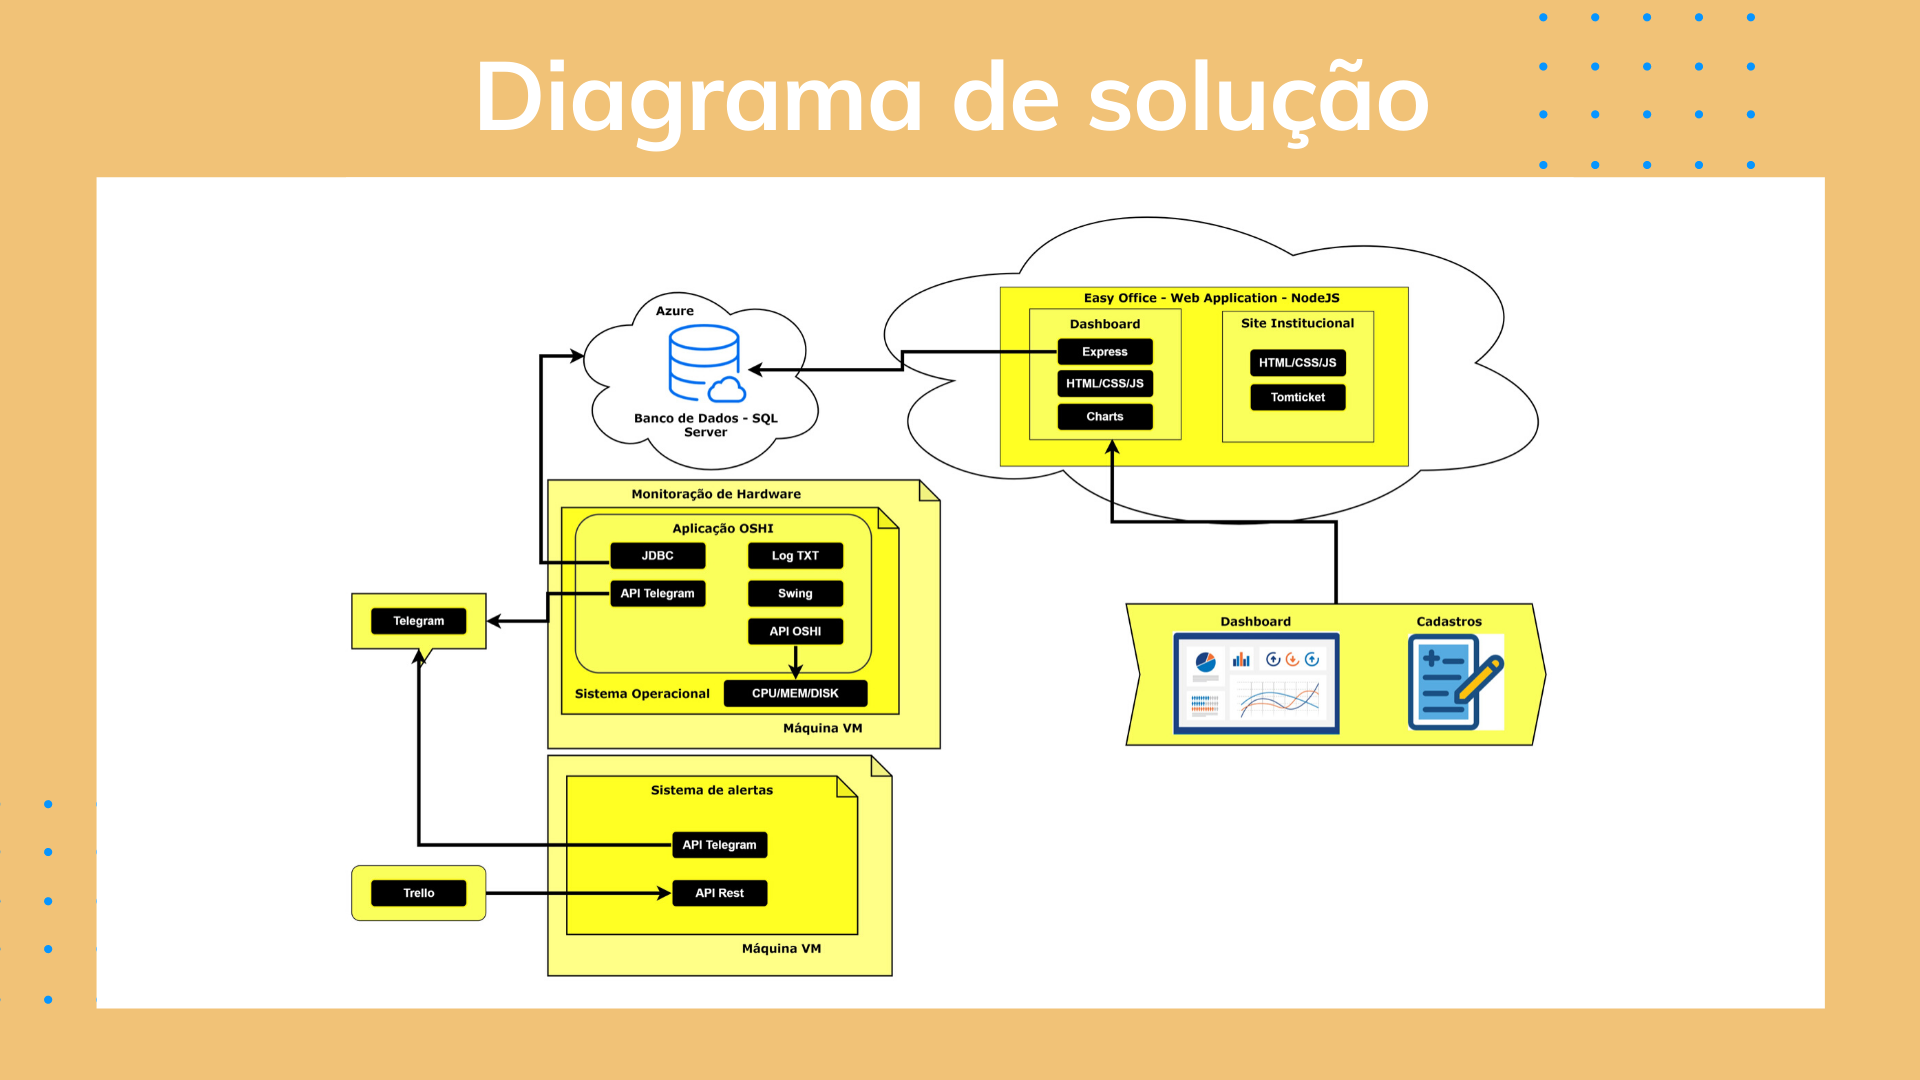 Diagrama de solução
Azure
Banco de Dados - SQL
Server
Easy Office - Web Application - NodeJS
Dashboard
Express
HTML/CSS/JS
Charts
Site Institucional
HTML/CSS/JS
Tomticket
Monitoração de Hardware
Aplicação OSHI
JDBC
Log TXT
API Telegram
Swing
API OSHI
Sistema Operacional
CPU/MEM/DISK
Máquina VM
Telegram
Dashboard
Cadastros
Sistema de alertas
API Telegram
Trello
API Rest
Máquina VM